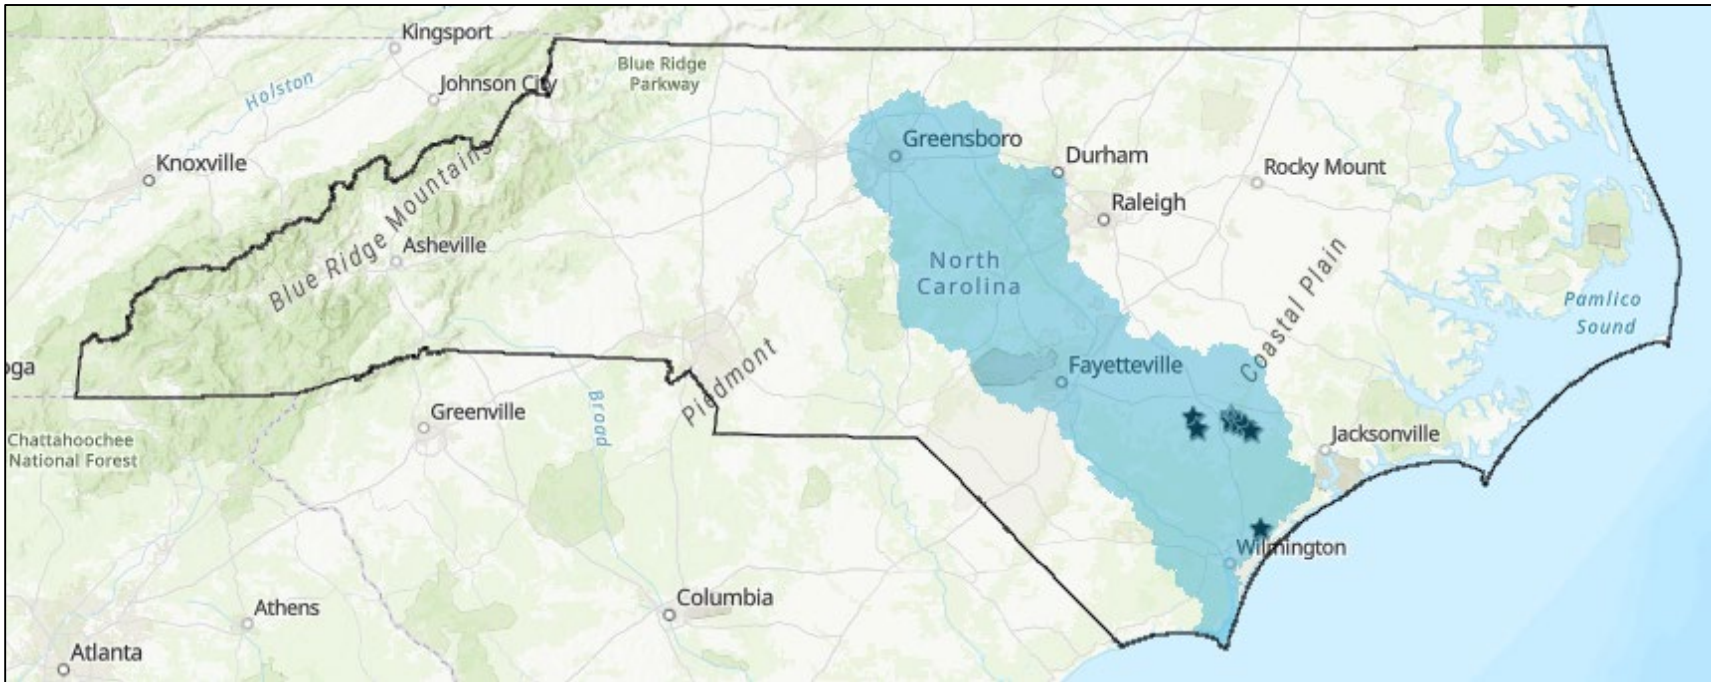 Kingsport
Blue Ridge
Parkway
Johnson City
Holston
Greensboro
Durham
Knoxville
Rocky Mount
Raleigh
Blue Ridge Mountains
Asheville
North
Carolina
Coastal Plain
Pamlico
Sound
oga
Fayetteville
Piedmont
Greenville
Broad
Chattahoochee
National Forest
Jacksonville
Wilmington
Columbia
Athens
Atlanta